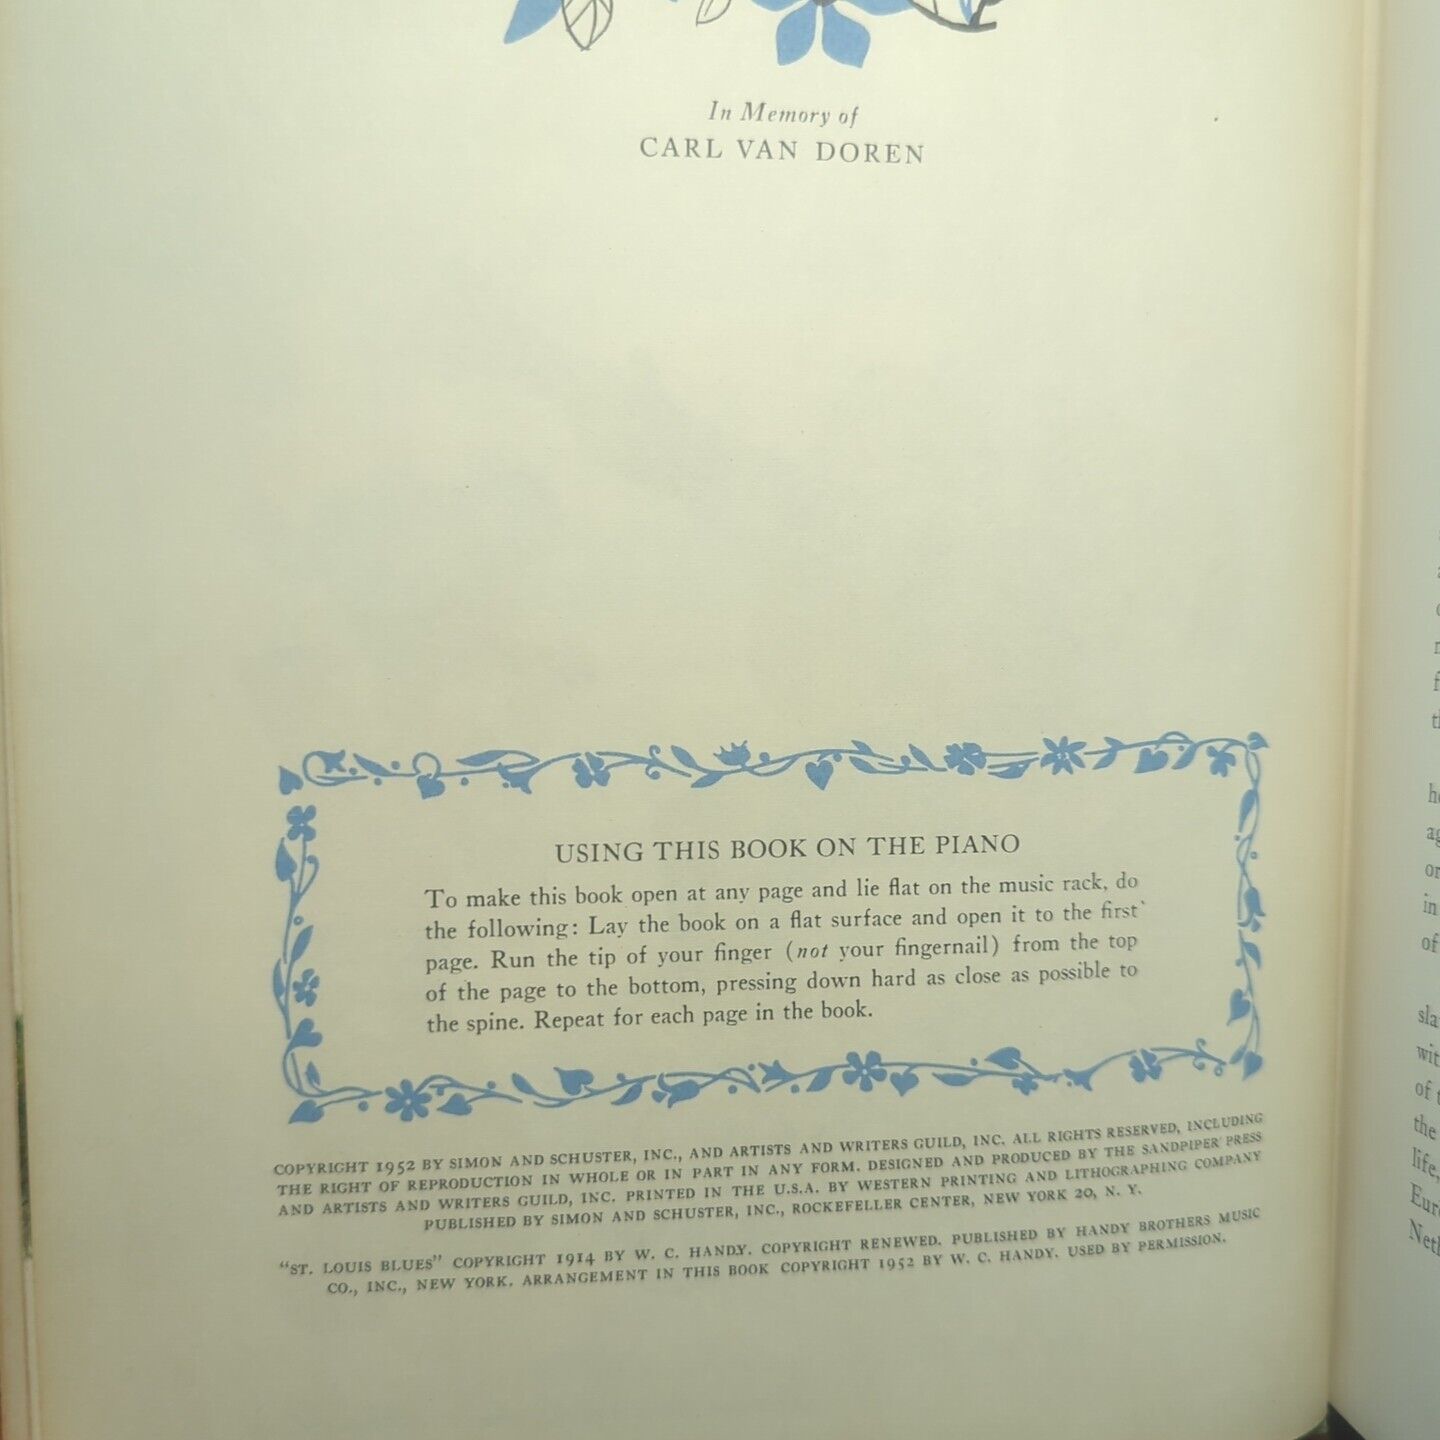 In Memory of
CARL VAN DOREN
USING THIS BOOK ON THE PIANO
To make this book open at any page and lie flat on the music rack, do
the following: Lay the book on a flat surface and open it to the first
page. Run the tip of your finger (not your fingernail) from the top
of the page to the bottom, pressing down hard as close as possible to
the spine. Repeat for each page in the book.
COPYRIGHT 1952 BY SIMON AND SCHUSTER, INC., AND ARTISTS AND WRITERS GUILD, INC. ALL RIGHTS RESERVED, INCLUDING
THE RIGHT OF REPRODUCTION IN WHOLE OR IN PART IN ANY FORM. DESIGNED AND PRODUCED BY THE SANDPIPER PRESS
AND ARTISTS AND WRITERS GUILD, INC. PRINTED IN THE U.S.A. BY WESTERN PRINTING AND LITHOGRAPHING COMPANY
PUBLISHED BY SIMON AND SCHUSTER, INC., ROCKEFELLER CENTER, NEW YORK 20, N. Y.
"ST. LOUIS BLUES" COPYRIGHT 1914 BY W. C. HANDY. COPYRIGHT RENEWED. PUBLISHED BY HANDY BROTHERS MUSIC
CO., INC., NEW YORK. ARRANGEMENT IN THIS BOOK COPYRIGHT 1952 BY W. C. HANDY. USED BY PERMISSION.
in
of
wit
the
life,